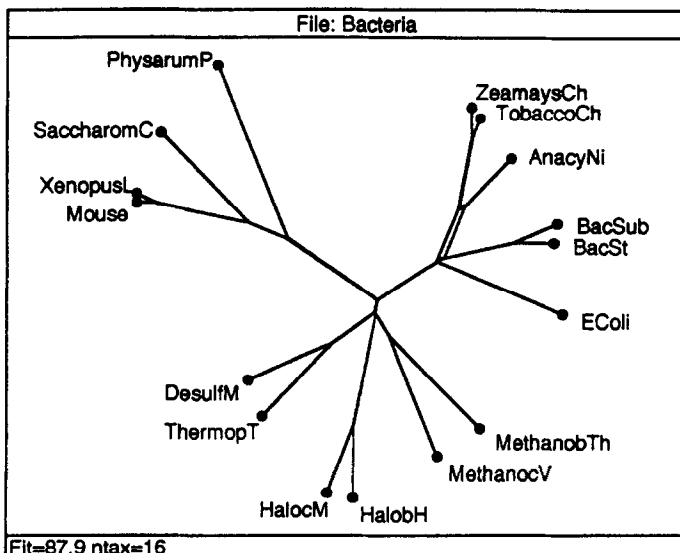 File: Bacteria
PhysarumP
ZeamaysCh
TobaccoCh
SaccharomC
AnacyNi
XenopusL
Mouse
BacSub
BacSt
EColi
DesulfM
ThermopT
MethanobTh
MethanocV
HalocM
HalobH
Fit=87.9 ntax=16